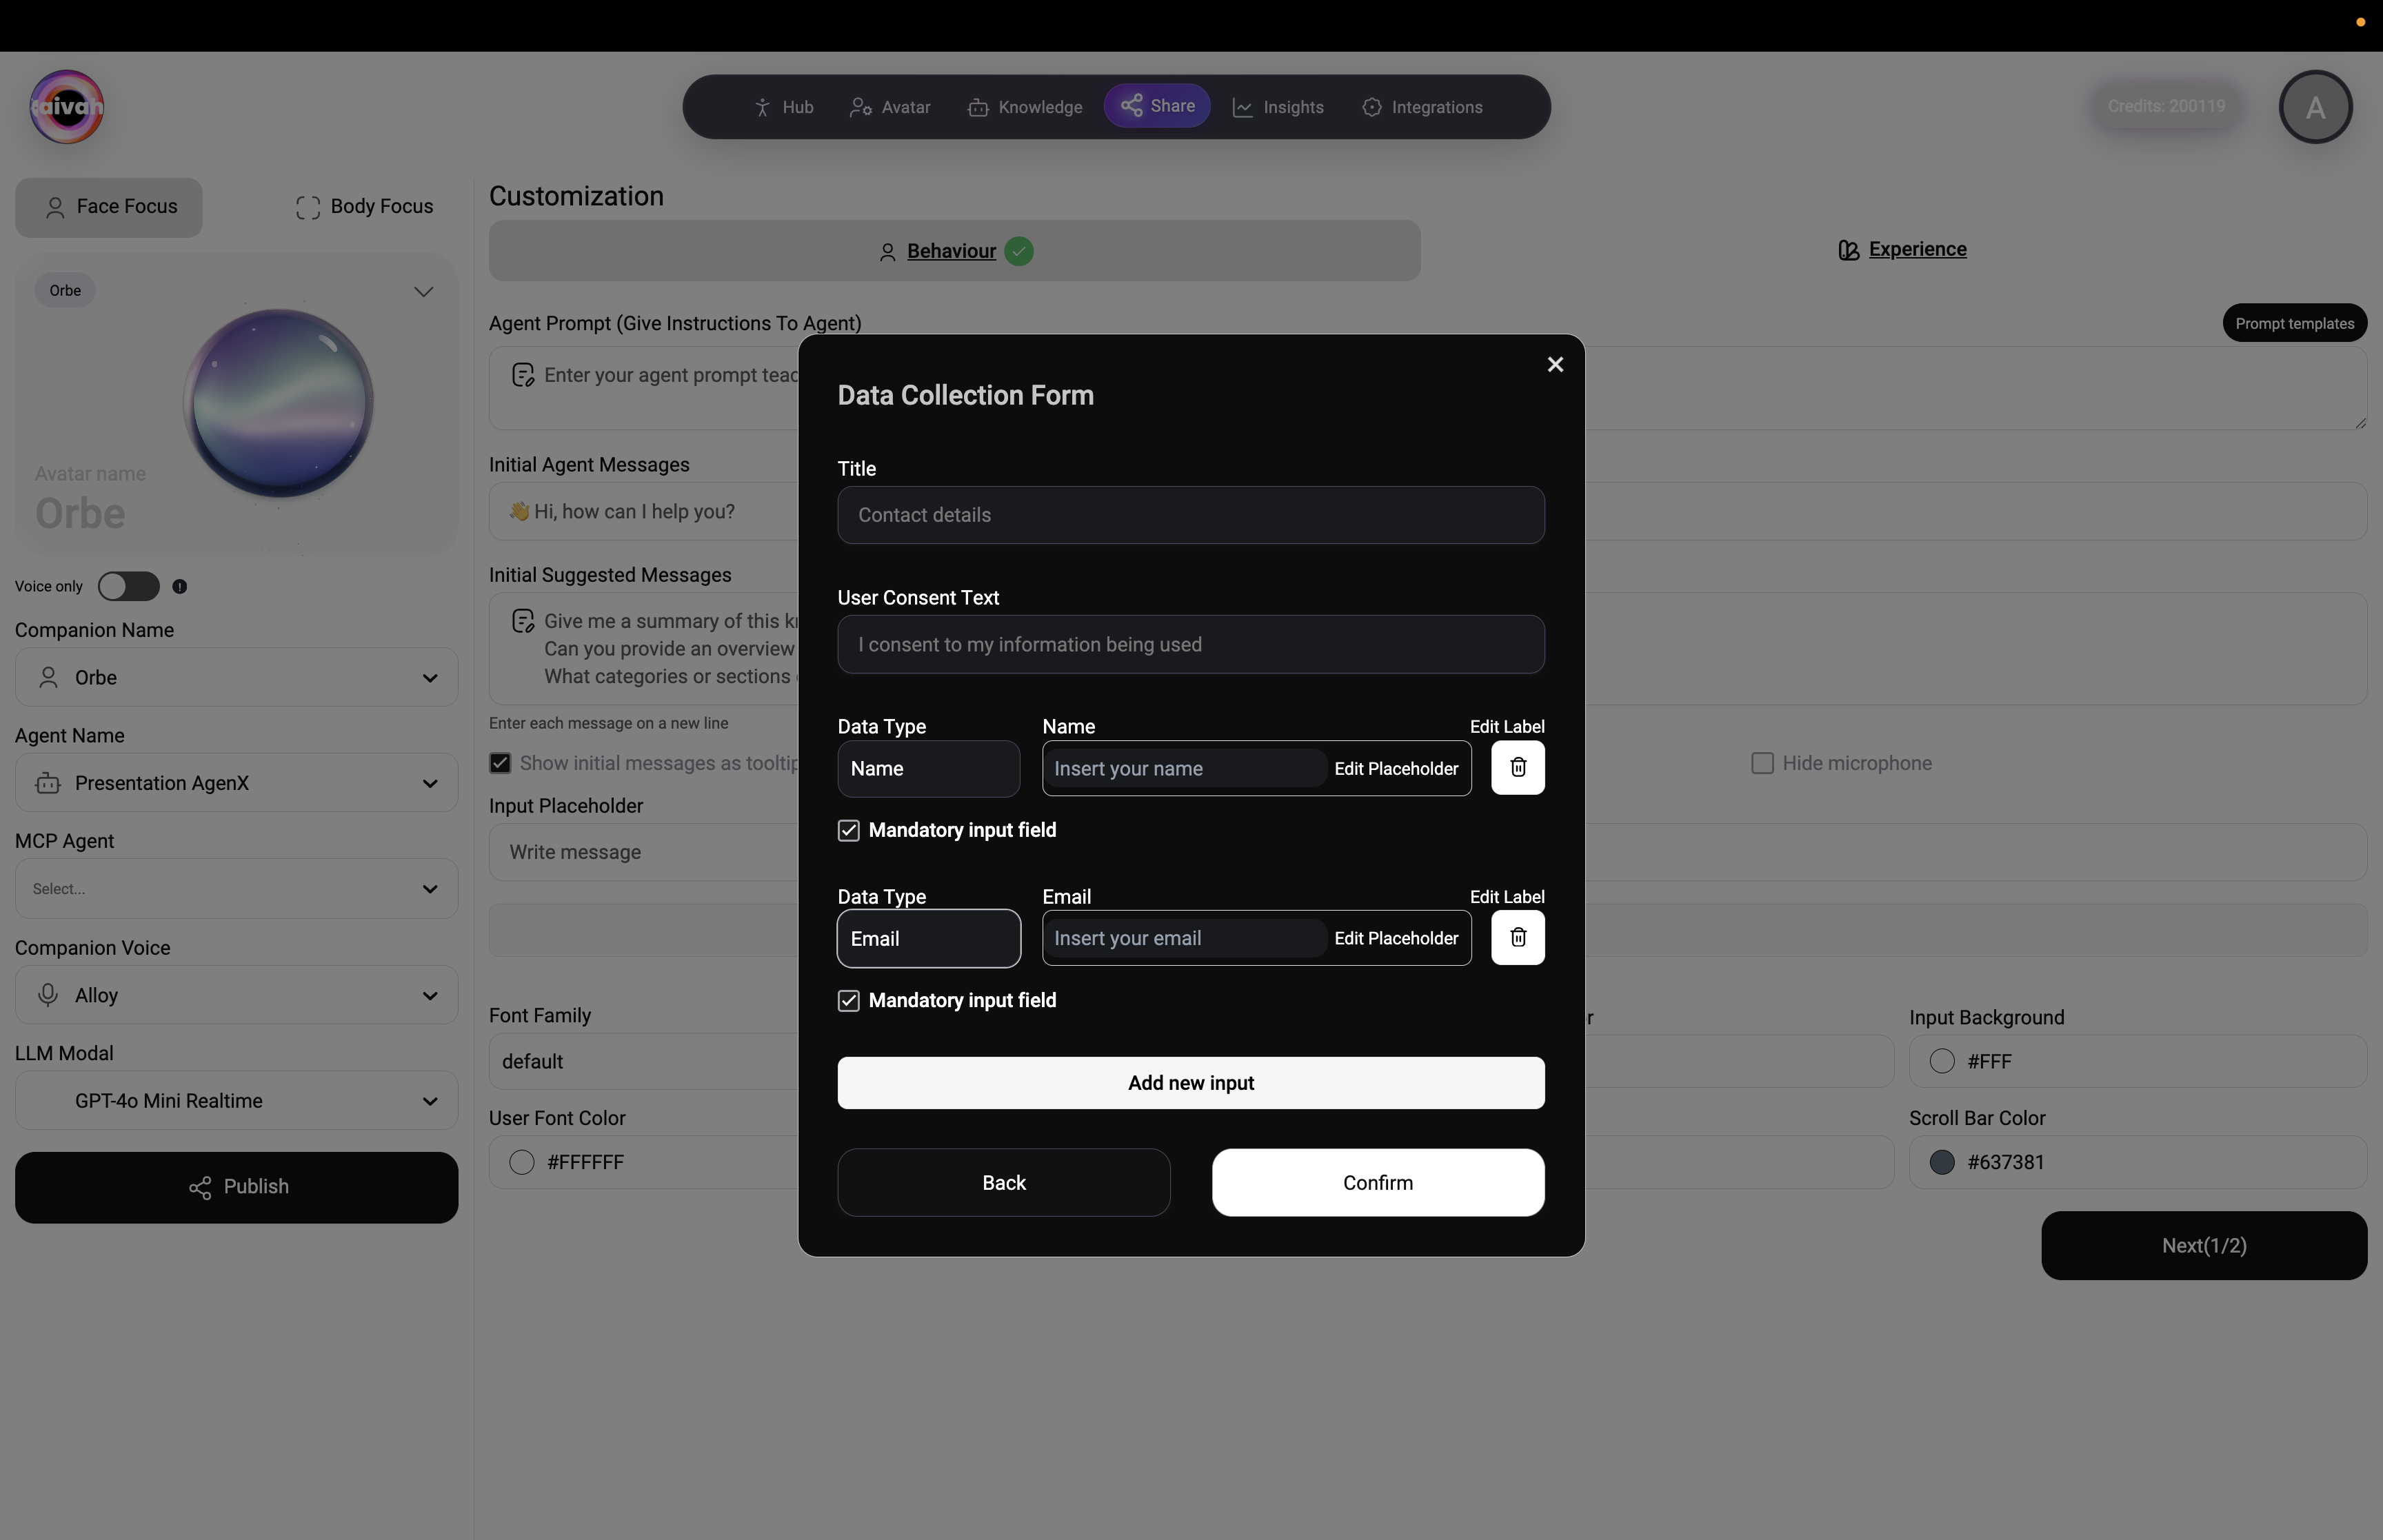 aivah
Hub
Avatar
Knowledge
Share
Insights
Integrations
Credits: 200119
A
Face Focus
Body Focus
Orbe
Avatar name
Orbe
Voice only
Companion Name
Orbe
Agent Name
Presentation AgenX
MCP Agent
Select...
Companion Voice
Alloy
LLM Modal
GPT-4o Mini Realtime
Publish
Customization
Behaviour
Experience
Agent Prompt (Give Instructions To Agent)
Prompt templates
Enter your agent prompt
Initial Agent Messages
👋 Hi, how can I help you?
Initial Suggested Messages
Give me a summary of this
Can you provide an overview
What categories or sections
Enter each message on a new line
Show initial messages as
Hide microphone
Input Placeholder
Write message
Font Family
default
Input Background
#FFF
User Font Color
#FFFFFF
Scroll Bar Color
#637381
Next(1/2)
Data Collection Form
Title
Contact details
User Consent Text
I consent to my information being used
Data Type
Name
Edit Label
Name
Insert your name
Edit Placeholder
Mandatory input field
Data Type
Email
Edit Label
Email
Insert your email
Edit Placeholder
Mandatory input field
Add new input
Back
Confirm